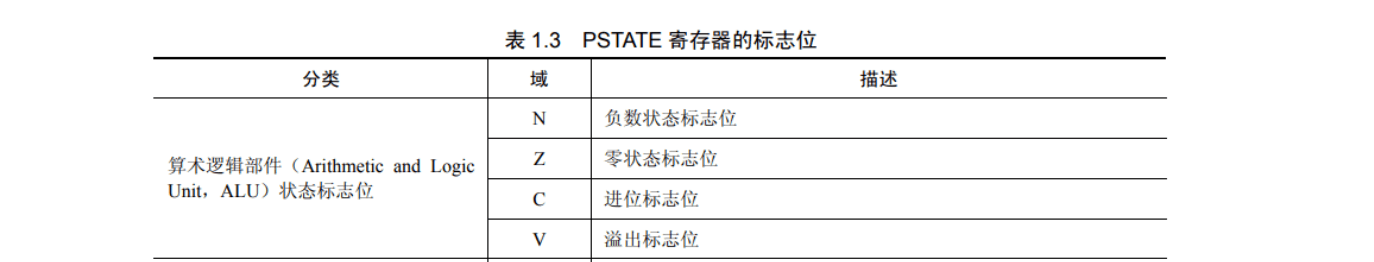 表 1.3 PSTATE 寄存器的标志位
分类 域 描述
算术逻辑部件（Arithmetic and Logic
Unit，ALU）状态标志位
N 负数状态标志位
Z 零状态标志位
C 进位标志位
V 溢出标志位